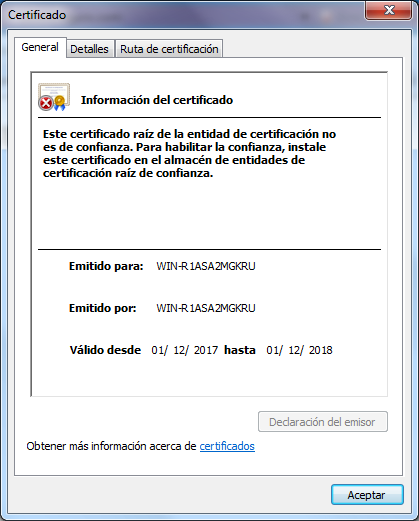 Certificado
General Detalles Ruta de certificación
Información del certificado
Este certificado raíz de la entidad de certificación no
es de confianza. Para habilitar la confianza, instale
este certificado en el almacén de entidades de
certificación raíz de confianza.
Emitido para: WIN-R1ASA2MGKRU
Emitido por: WIN-R1ASA2MGKRU
Válido desde 01/ 12/ 2017 hasta 01/ 12/ 2018
Declaración del emisor
Obtener más información acerca de certificados
Aceptar